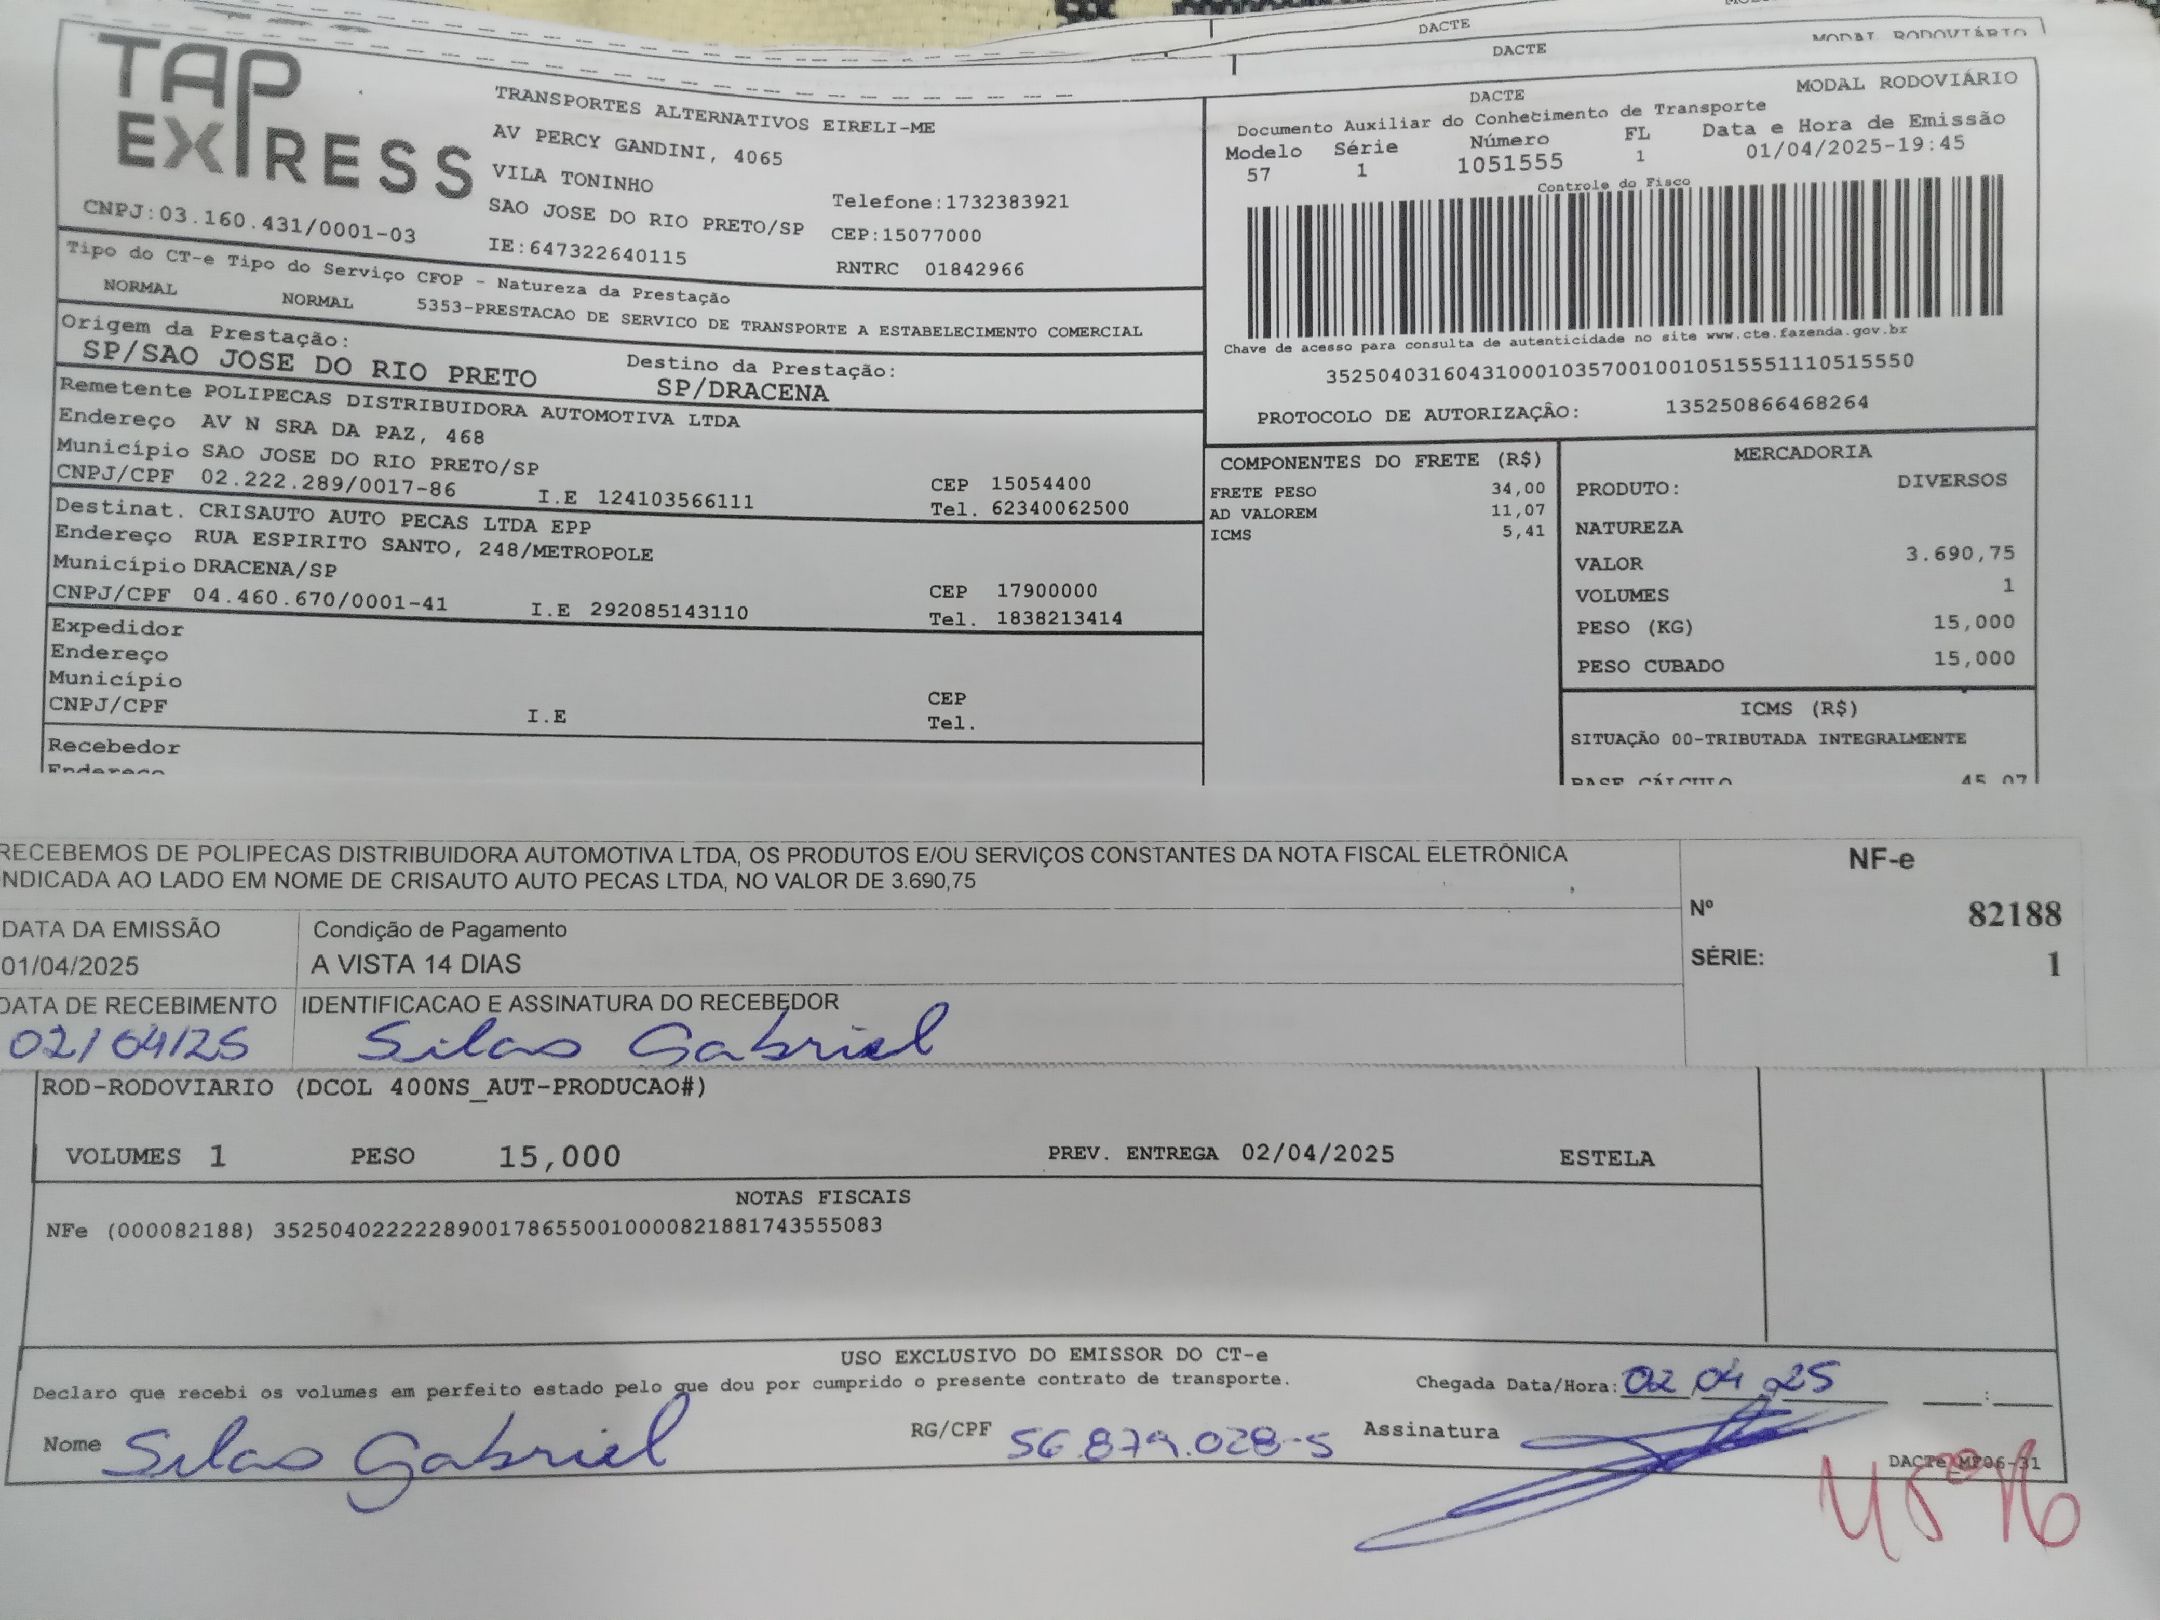 DACTE
DACTE
MODAL RODOVIÁRIO
TAP EXPRESS
CNPJ:03.160.431/0001-03
TRANSPORTES ALTERNATIVOS EIRELI-ME
AV PERCY GANDINI, 4065
VILA TONINHO
SAO JOSE DO RIO PRETO/SP
IE:647322640115
Telefone:1732383921
CEP:15077000
RNTRC 01842966
DACTE
MODAL RODOVIÁRIO
Documento Auxiliar do Conhecimento de Transporte
Modelo Série Número FL Data e Hora de Emissão
57 1 1051555 1 01/04/2025-19:45
Controle do Fisco
Chave de acesso para consulta de autenticidade no site www.cte.fazenda.gov.br
35250403160431000103570010010515551110515550
PROTOCOLO DE AUTORIZAÇÃO: 135250866468264
Tipo do CT-e Tipo do Serviço CFOP - Natureza da Prestação
NORMAL NORMAL 5353-PRESTACAO DE SERVICO DE TRANSPORTE A ESTABELECIMENTO COMERCIAL
Origem da Prestação: Destino da Prestação:
SP/SAO JOSE DO RIO PRETO SP/DRACENA
Remetente POLIPECAS DISTRIBUIDORA AUTOMOTIVA LTDA
Endereço AV N SRA DA PAZ, 468
Município SAO JOSE DO RIO PRETO/SP CEP 15054400
CNPJ/CPF 02.222.289/0017-86 I.E 124103566111 Tel. 62340062500
Destinat. CRISAUTO AUTO PECAS LTDA EPP
Endereço RUA ESPIRITO SANTO, 248/METROPOLE
Município DRACENA/SP CEP 17900000
CNPJ/CPF 04.460.670/0001-41 I.E 292085143110 Tel. 1838213414
Expedidor
Endereço
Município CEP
CNPJ/CPF I.E Tel.
Recebedor
Endereço
COMPONENTES DO FRETE (R$)
FRETE PESO 34,00
AD VALOREM 11,07
ICMS 5,41
MERCADORIA
PRODUTO: DIVERSOS
NATUREZA
VALOR 3.690,75
VOLUMES 1
PESO (KG) 15,000
PESO CUBADO 15,000
ICMS (R$)
SITUAÇÃO 00-TRIBUTADA INTEGRALMENTE
BASE CÁLCULO 45,07
RECEBEMOS DE POLIPECAS DISTRIBUIDORA AUTOMOTIVA LTDA, OS PRODUTOS E/OU SERVIÇOS CONSTANTES DA NOTA FISCAL ELETRÔNICA
NDICADA AO LADO EM NOME DE CRISAUTO AUTO PECAS LTDA, NO VALOR DE 3.690,75
NF-e
Nº 82188
SÉRIE: 1
DATA DA EMISSÃO Condição de Pagamento
01/04/2025 A VISTA 14 DIAS
DATA DE RECEBIMENTO IDENTIFICACAO E ASSINATURA DO RECEBEDOR
02/04/25 Silas Gabriel
ROD-RODOVIARIO (DCOL 400NS_AUT-PRODUCAO#)
VOLUMES 1 PESO 15,000 PREV. ENTREGA 02/04/2025 ESTELA
NOTAS FISCAIS
NFe (000082188) 35250402222289001786550010000821881743555083
USO EXCLUSIVO DO EMISSOR DO CT-e
Declaro que recebi os volumes em perfeito estado pelo que dou por cumprido o presente contrato de transporte. Chegada Data/Hora: 02 04 25 :
Nome Silas Gabriel RG/CPF 56.879.028-5 Assinatura
DACTe_MP06-31